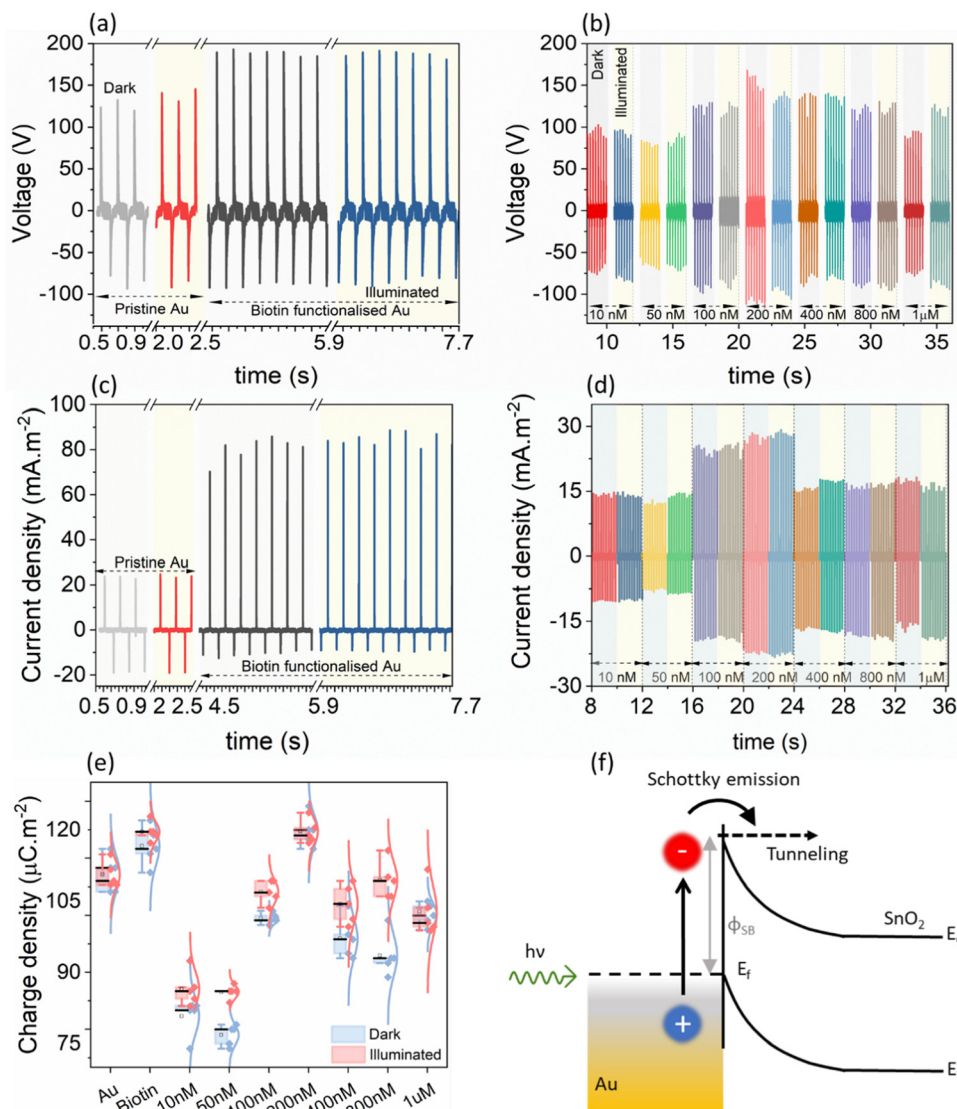 (a)
200
150
100
50
0
-50
-100
Voltage (V)
Dark
Illuminated
Pristine Au
Biotin functionalised Au
0.5 0.9 2.0 2.5 5.9 7.7
time (s)
(b)
200
150
100
50
0
-50
-100
Voltage (V)
Dark
Illuminated
10 nM 50 nM 100 nM 200 nM 400 nM 800 nM 1μM
10 15 20 25 30 35
time (s)
(c)
100
80
60
40
20
0
-20
Current density (mA.m-2)
Pristine Au
Biotin functionalised Au
0.5 0.9 2 2.5 4.5 5.9 7.7
time (s)
(d)
30
15
0
-15
-30
Current density (mA.m-2)
10 nM 50 nM 100 nM 200 nM 400 nM 800 nM 1μM
8 12 16 20 24 28 32 36
time (s)
(e)
120
105
90
75
Charge density (μC.m-2)
Dark
Illuminated
Au Biotin 10nM 50nM 100nM 1uM
(f)
Schottky emission
-
Tunneling
ΦSB
SnO2
hν
Ef
+
Au